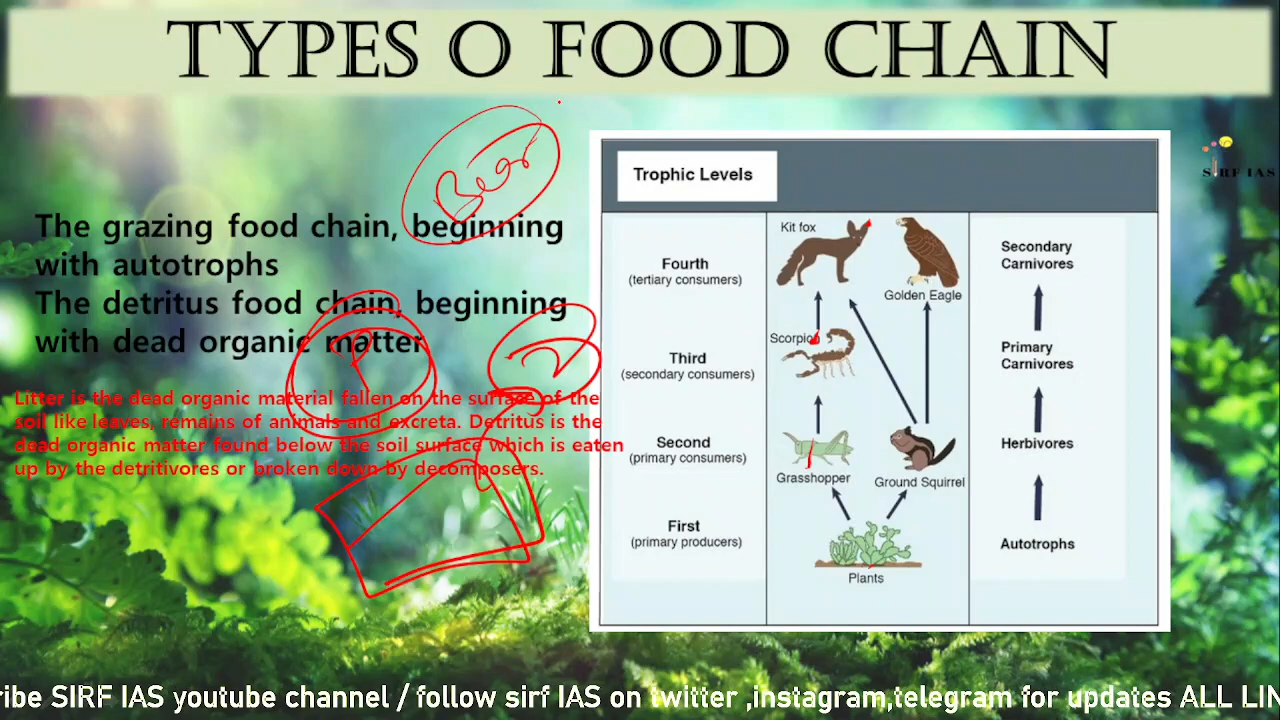 TYPES O FOOD CHAIN
Bear
The grazing food chain, beginning
with autotrophs
The detritus food chain, beginning
with dead organic matter
Litter is the dead organic material fallen on the surface of the
soil like leaves, remains of animals and excreta. Detritus is the
dead organic matter found below the soil surface which is eaten
up by the detritivores or broken down by decomposers.
Trophic Levels
Fourth
(tertiary consumers)
Kit fox
Golden Eagle
Secondary
Carnivores
Third
(secondary consumers)
Scorpion
Primary
Carnivores
Second
(primary consumers)
Grasshopper
Ground Squirrel
Herbivores
First
(primary producers)
Plants
Autotrophs
SIRF IAS
ribe SIRF IAS youtube channel / follow sirf IAS on twitter ,instagram,telegram for updates ALL LIN